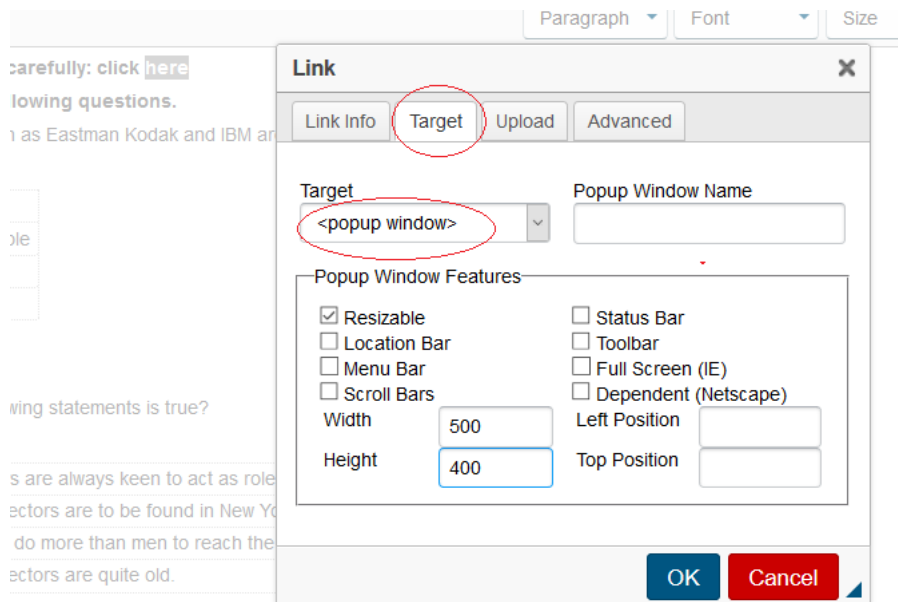 Paragraph Font Size
carefully: click here
lowing questions.
as Eastman Kodak and IBM
Link
Link Info Target Upload Advanced
Target Popup Window Name
<popup window>
Popup Window Features
Resizable Status Bar
Location Bar Toolbar
Menu Bar Full Screen (IE)
Scroll Bars Dependent (Netscape)
Width 500 Left Position
Height 400 Top Position
wing statements is true?
s are always keen to act as role
ectors are to be found in New Yo
do more than men to reach the
ectors are quite old.
OK Cancel